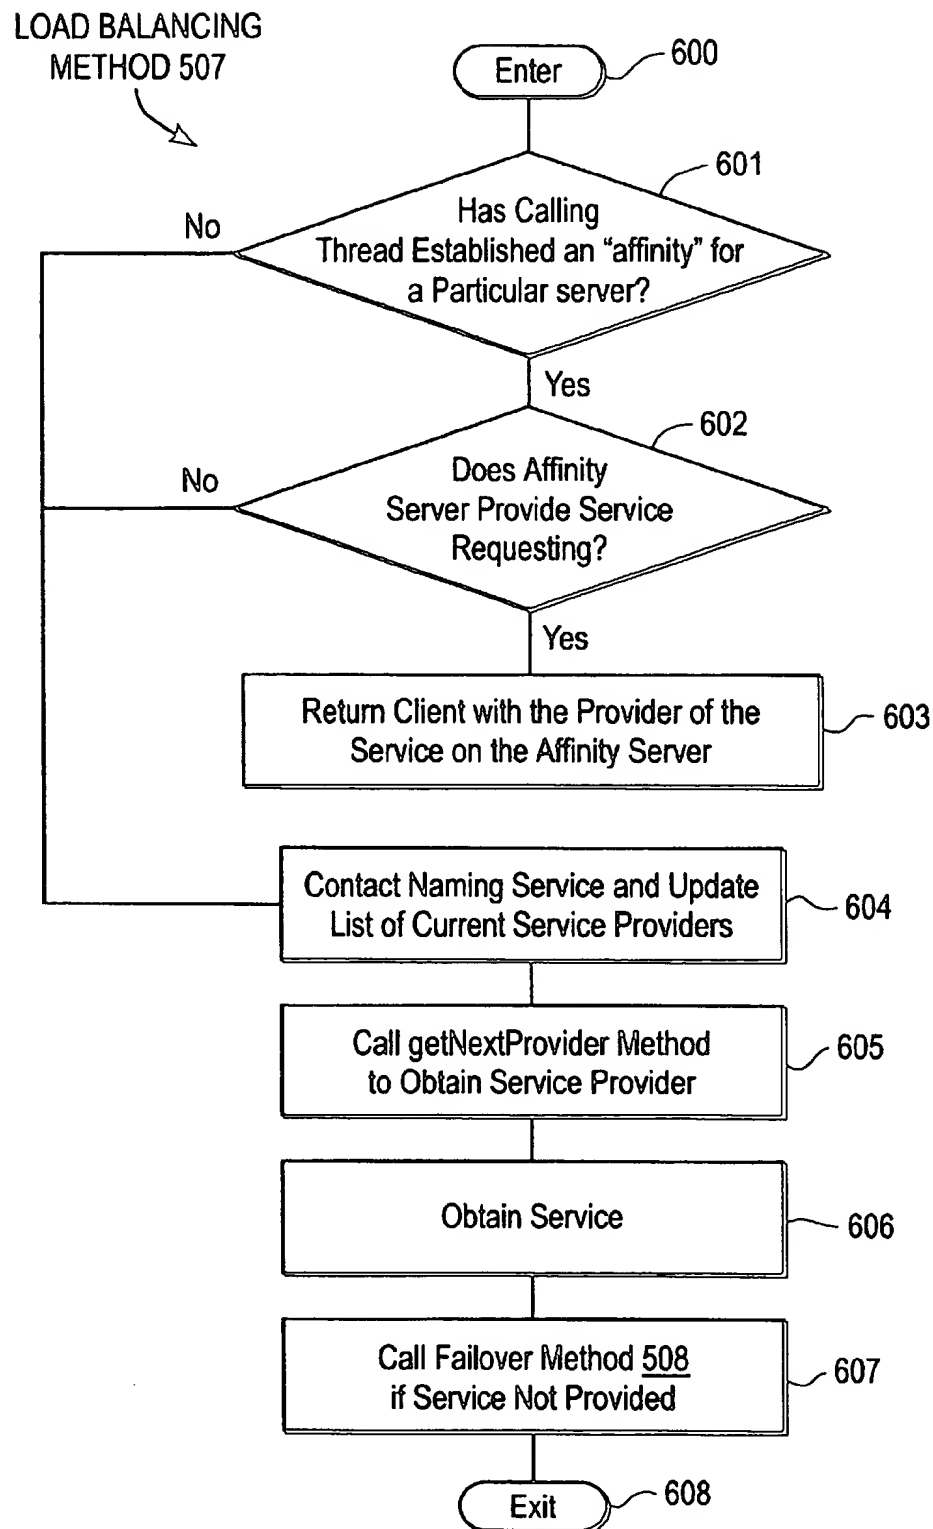 LOAD BALANCING
METHOD 507
Enter
600
601
Has Calling
Thread Established an “affinity” for
a Particular server?
No
Yes
602
Does Affinity
Server Provide Service
Requesting?
No
Yes
Return Client with the Provider of the
Service on the Affinity Server
603
Contact Naming Service and Update
List of Current Service Providers
604
Call getNextProvider Method
to Obtain Service Provider
605
Obtain Service
606
Call Failover Method 508
if Service Not Provided
607
Exit
608